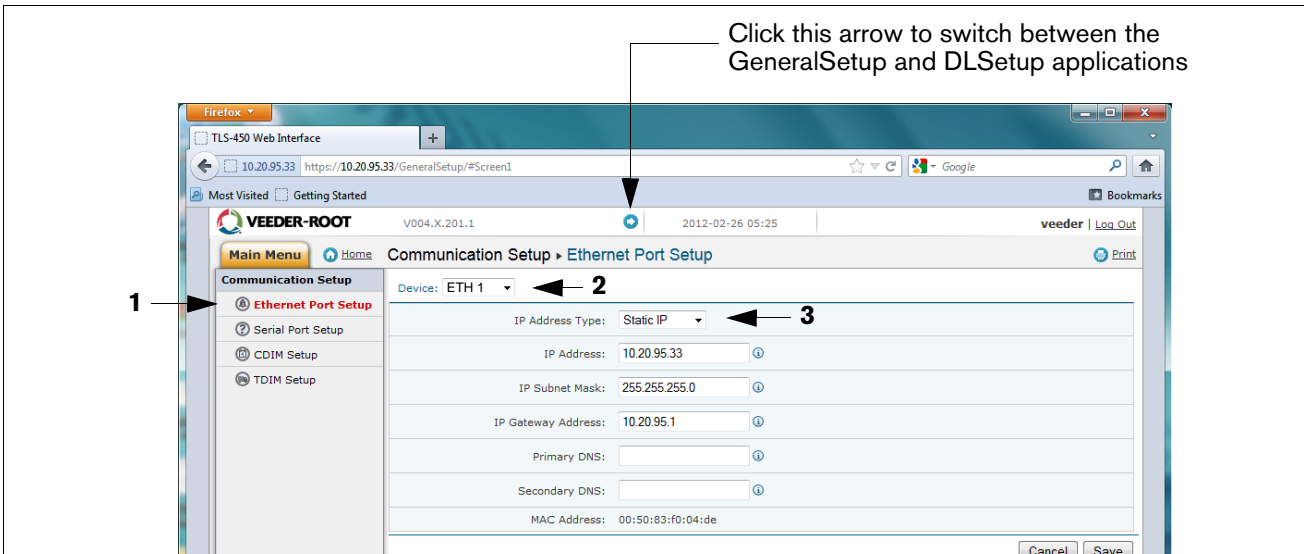 Click this arrow to switch between the
GeneralSetup and DLSetup applications
Firefox
TLS-450 Web Interface
10.20.95.33 https://10.20.95.33/GeneralSetup/#Screen1
Google
Most Visited Getting Started
Bookmarks
VEEDER-ROOT V004.X.201.1 2012-02-26 05:25 veeder | Log Out
Main Menu Home Communication Setup ▸ Ethernet Port Setup Print
Communication Setup
1 Ethernet Port Setup
Serial Port Setup
CDIM Setup
TDIM Setup
Device: ETH 1 2
IP Address Type: Static IP 3
IP Address: 10.20.95.33
IP Subnet Mask: 255.255.255.0
IP Gateway Address: 10.20.95.1
Primary DNS:
Secondary DNS:
MAC Address: 00:50:83:f0:04:de
Cancel Save